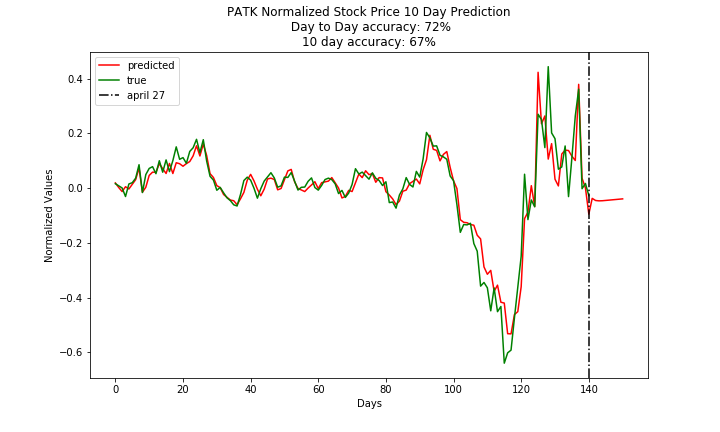 PATK Normalized Stock Price 10 Day Prediction
Day to Day accuracy: 72%
10 day accuracy: 67%
predicted
true
april 27
Normalized Values
0.4
0.2
0.0
−0.2
−0.4
−0.6
0 20 40 60 80 100 120 140
Days